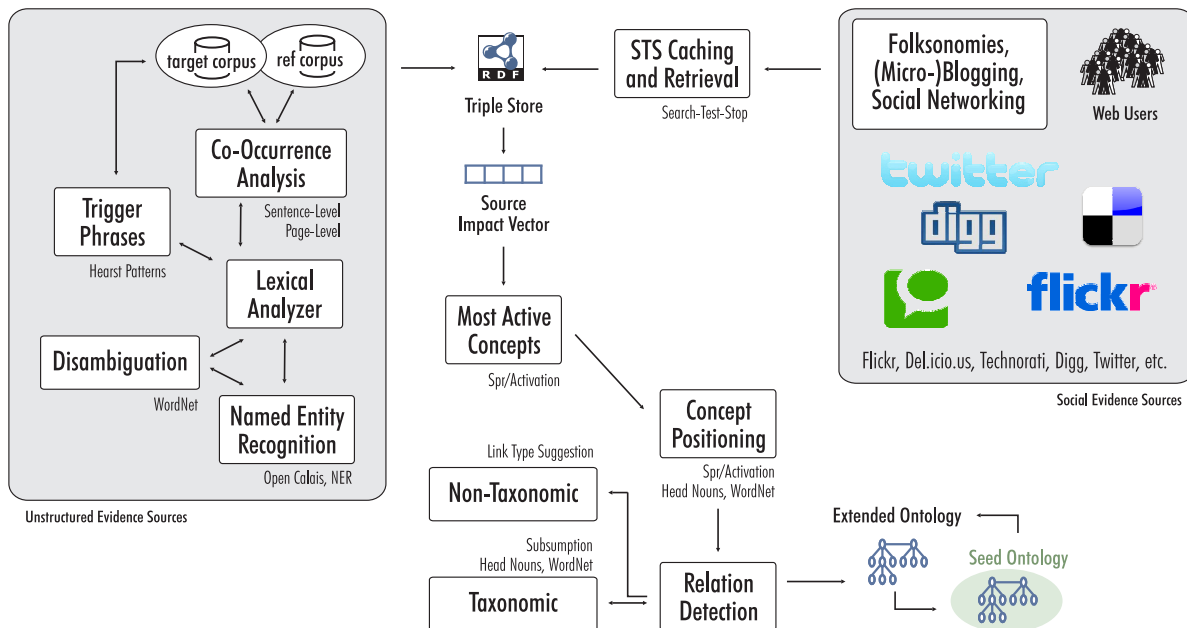 target corpus
ref corpus
Co-Occurrence
Analysis
Sentence-Level
Page-Level
Trigger
Phrases
Hearst Patterns
Lexical
Analyzer
Disambiguation
WordNet
Named Entity
Recognition
Open Calais, NER
Unstructured Evidence Sources
RDF
Triple Store
Source
Impact Vector
Most Active
Concepts
Spr/Activation
STS Caching
and Retrieval
Search-Test-Stop
Folksonomies,
(Micro-)Blogging,
Social Networking
Web Users
twitter
digg
flickr
Flickr, Del.icio.us, Technorati, Digg, Twitter, etc.
Social Evidence Sources
Concept
Positioning
Spr/Activation
Head Nouns, WordNet
Link Type Suggestion
Non-Taxonomic
Subsumption
Head Nouns, WordNet
Taxonomic
Relation
Detection
Extended Ontology
Seed Ontology